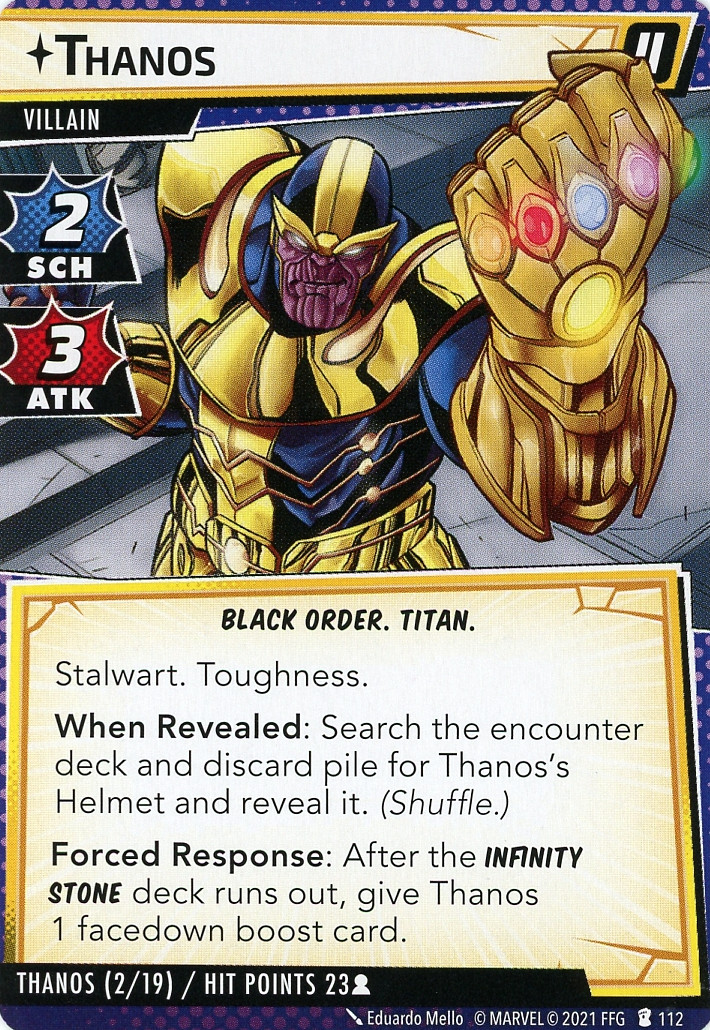 THANOS
II
VILLAIN
2
SCH
3
ATK
BLACK ORDER. TITAN.
Stalwart. Toughness.
When Revealed: Search the encounter
deck and discard pile for Thanos's
Helmet and reveal it. (Shuffle.)
Forced Response: After the INFINITY
STONE deck runs out, give Thanos
1 facedown boost card.
THANOS (2/19) / HIT POINTS 23
Eduardo Mello © MARVEL © 2021 FFG 112